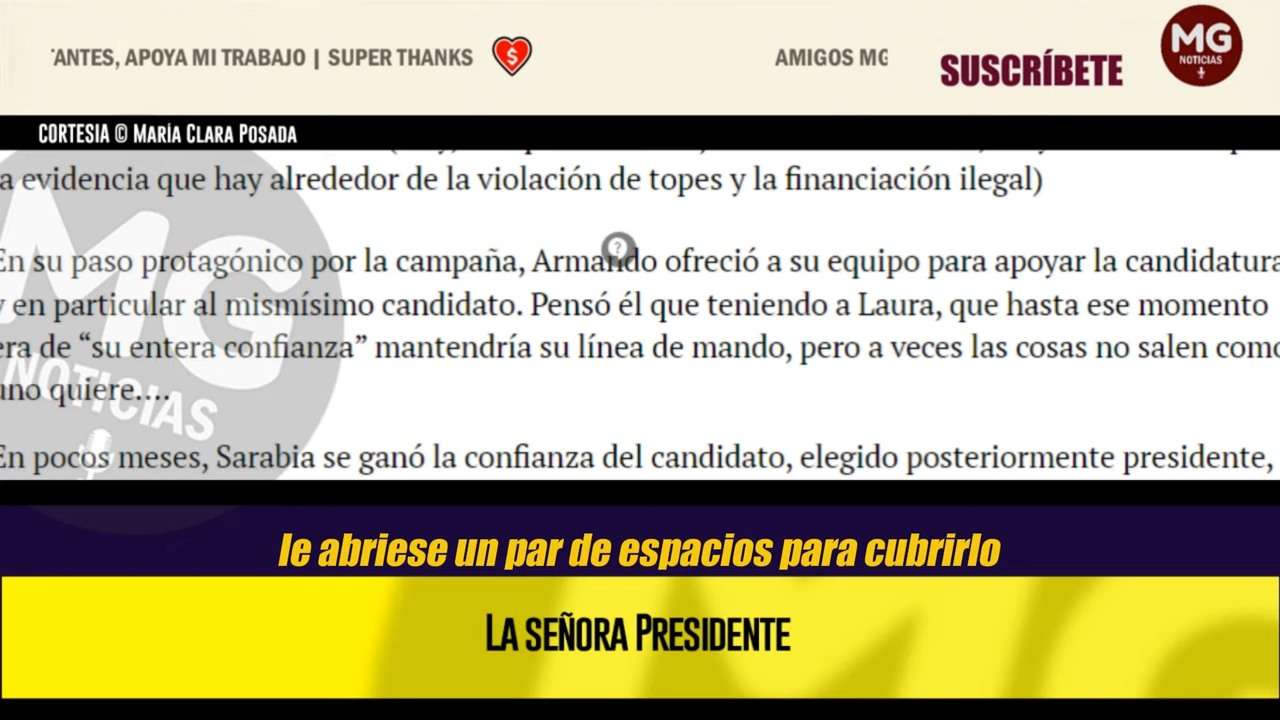 'ANTES, APOYA MI TRABAJO | SUPER THANKS
AMIGOS MG
SUSCRÍBETE
MG
NOTICIAS
CORTESIA © MARÍA CLARA POSADA
a evidencia que hay alrededor de la violación de topes y la financiación ilegal)
En su paso protagónico por la campaña, Armando ofreció a su equipo para apoyar la candidatura
y en particular al mismísimo candidato. Pensó él que teniendo a Laura, que hasta ese momento
era de “su entera confianza” mantendría su línea de mando, pero a veces las cosas no salen como
uno quiere....
En pocos meses, Sarabia se ganó la confianza del candidato, elegido posteriormente presidente,
MG
NOTICIAS
le abriese un par de espacios para cubrirlo
LA SEÑORA PRESIDENTE